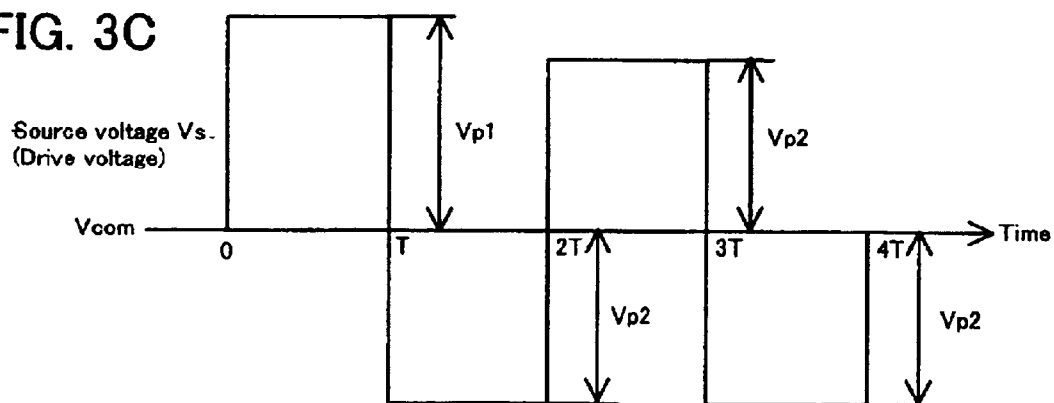 FIG. 3C
Source voltage Vs.
(Drive voltage)
Vp1
Vp2
Vcom
Time
0
T
2T
3T
4T
Vp2
Vp2